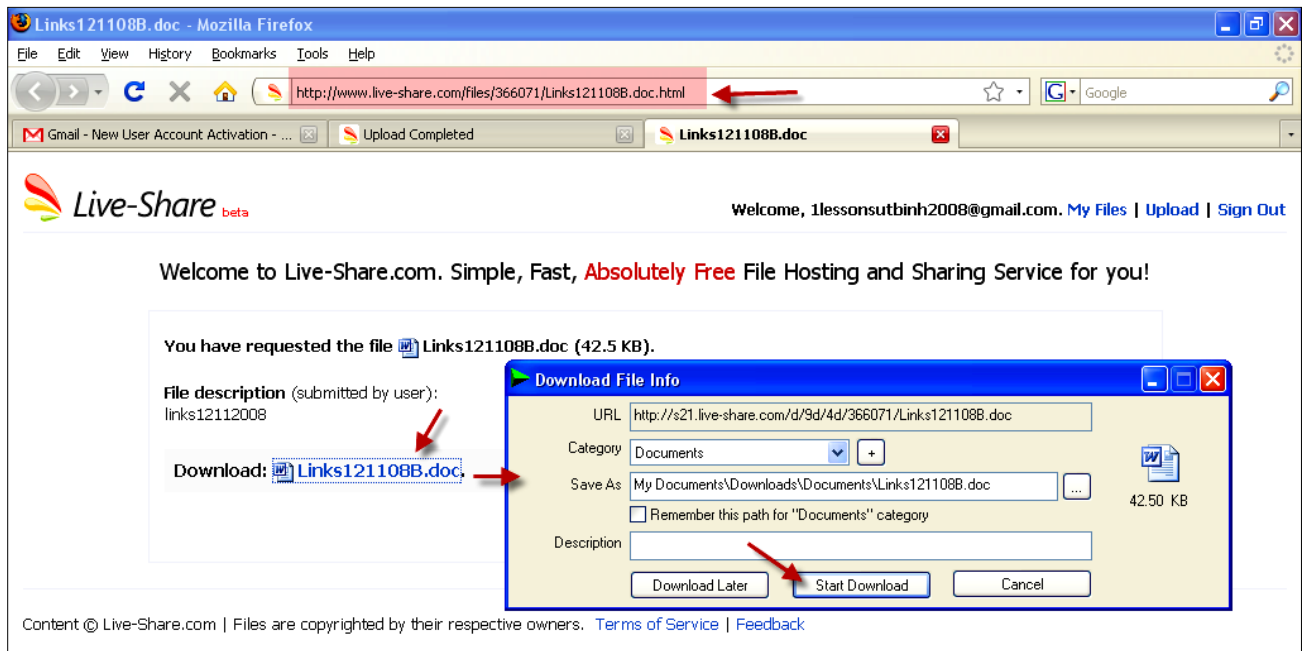 Links121108B.doc - Mozilla Firefox
File Edit View History Bookmarks Tools Help
http://www.live-share.com/files/366071/Links121108B.doc.html
G Google
Gmail - New User Account Activation - ...
Upload Completed
Links121108B.doc
Live-Share beta
Welcome, 1lessonsutbinh2008@gmail.com. My Files | Upload | Sign Out
Welcome to Live-Share.com. Simple, Fast, Absolutely Free File Hosting and Sharing Service for you!
You have requested the file Links121108B.doc (42.5 KB).
File description (submitted by user):
links12112008
Download: Links121108B.doc.
Download File Info
URL http://s21.live-share.com/d/9d/4d/366071/Links121108B.doc
Category Documents +
Save As My Documents\Downloads\Documents\Links121108B.doc ...
42.50 KB
Remember this path for "Documents" category
Description
Download Later Start Download Cancel
Content © Live-Share.com | Files are copyrighted by their respective owners. Terms of Service | Feedback